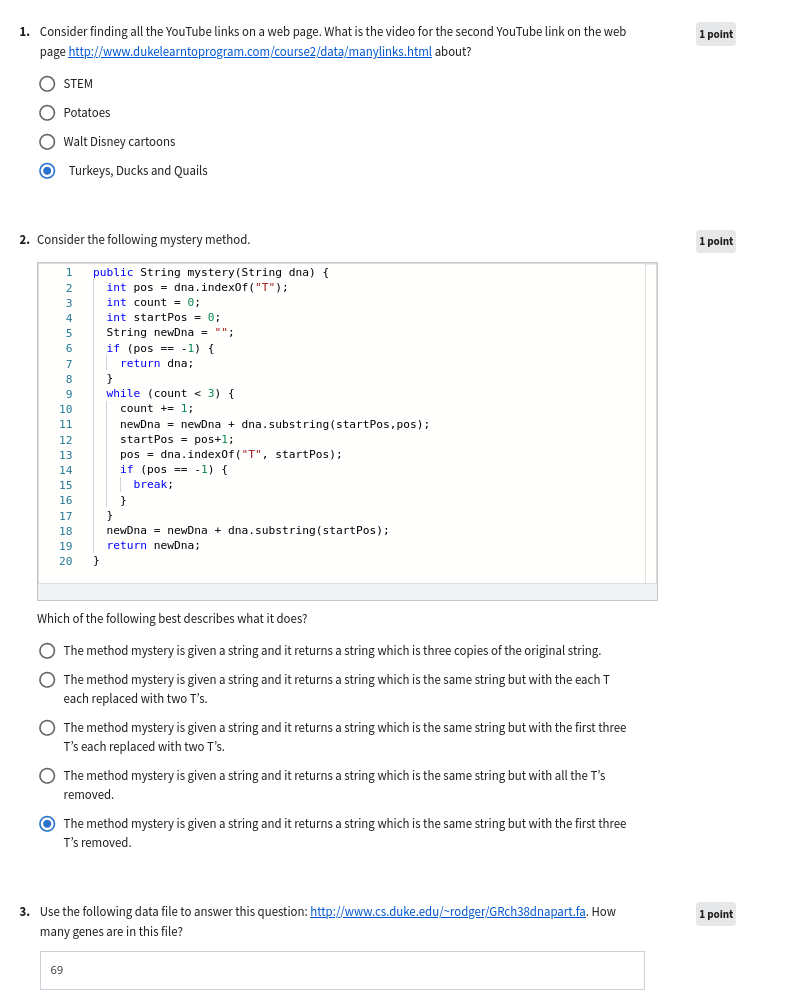 1. Consider finding all the YouTube links on a web page. What is the video for the second YouTube link on the web
1 point
page http://www.dukelearntoprogram.com/course2/data/manylinks.html about?
STEM
Potatoes
Walt Disney cartoons
Turkeys, Ducks and Quails
2. Consider the following mystery method.
1 point
1 public String mystery(String dna) {
2 int pos = dna.indexOf("T");
3 int count = 0;
4 int startPos = 0;
5 String newDna = "";
6 if (pos == -1) {
7 return dna;
8 }
9 while (count < 3) {
10 count += 1;
11 newDna = newDna + dna.substring(startPos,pos);
12 startPos = pos+1;
13 pos = dna.indexOf("T", startPos);
14 if (pos == -1) {
15 break;
16 }
17 }
18 newDna = newDna + dna.substring(startPos);
19 return newDna;
20 }
Which of the following best describes what it does?
The method mystery is given a string and it returns a string which is three copies of the original string.
The method mystery is given a string and it returns a string which is the same string but with the each T
each replaced with two T's.
The method mystery is given a string and it returns a string which is the same string but with the first three
T's each replaced with two T's.
The method mystery is given a string and it returns a string which is the same string but with all the T's
removed.
The method mystery is given a string and it returns a string which is the same string but with the first three
T's removed.
3. Use the following data file to answer this question: http://www.cs.duke.edu/~rodger/GRch38dnapart.fa. How
1 point
many genes are in this file?
69